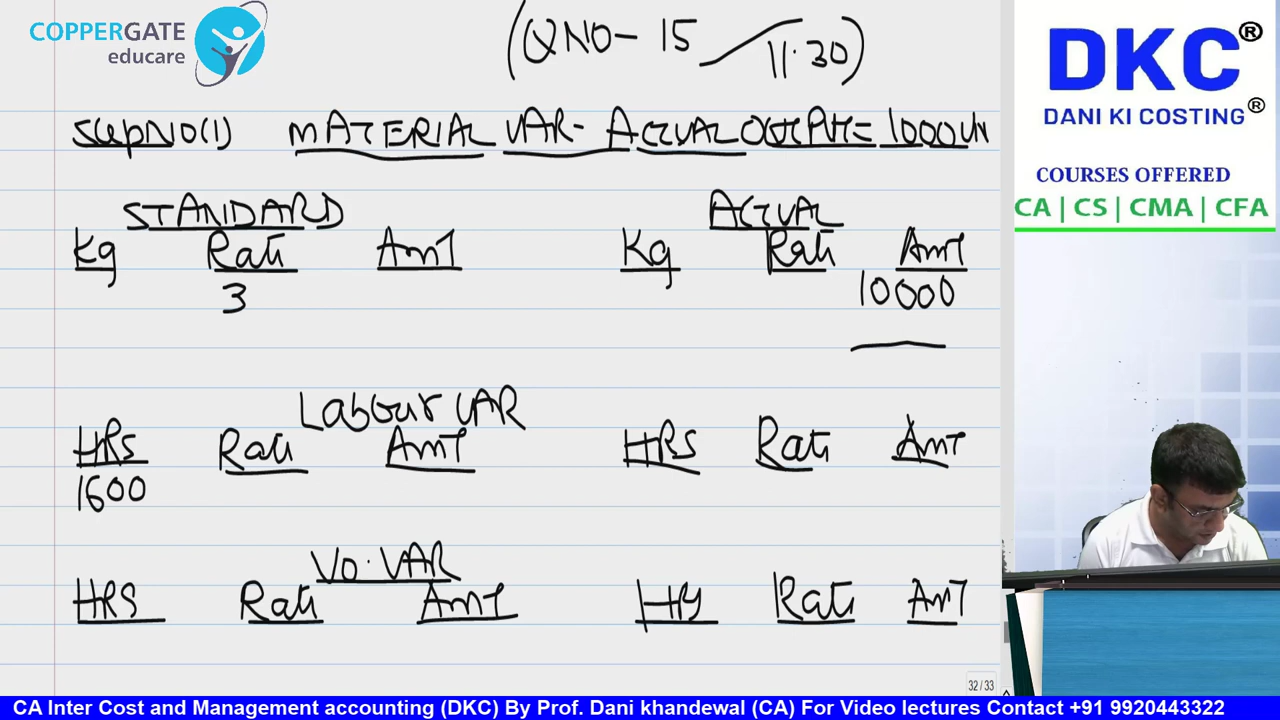 COPPERGATE
educare
(QNO- 15 / 11.30)
DKC®
DANI KI COSTING®
COURSES OFFERED
CA | CS | CMA | CFA
StepNO(1) MATERIAL VAR- ACTUAL OUTPUT= 1000UN
STANDARD ACTUAL
Kg Rate AmT Kg Rate AmT
3 10000
Labour VAR
HRS Rate AmT HRS Rate AmT
1600
VO. VAR
HRS Rate AmT HRS Rate AmT
32 / 33
CA Inter Cost and Management accounting (DKC) By Prof. Dani khandewal (CA) For Video lectures Contact +91 9920443322